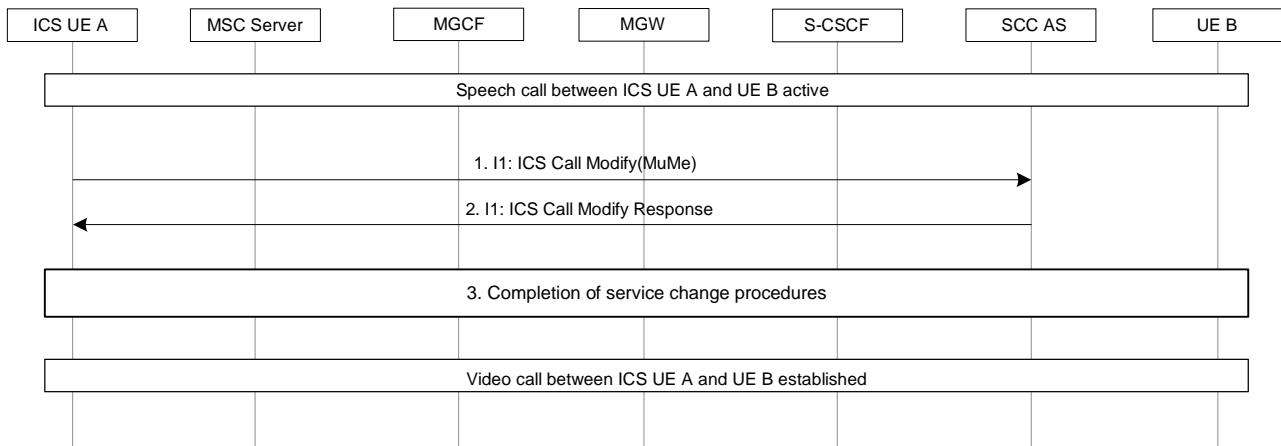 ICS UE A
MSC Server
MGCF
MGW
S-CSCF
SCC AS
UE B
Speech call between ICS UE A and UE B active
1. I1: ICS Call Modify(MuMe)
2. I1: ICS Call Modify Response
3. Completion of service change procedures
Video call between ICS UE A and UE B established